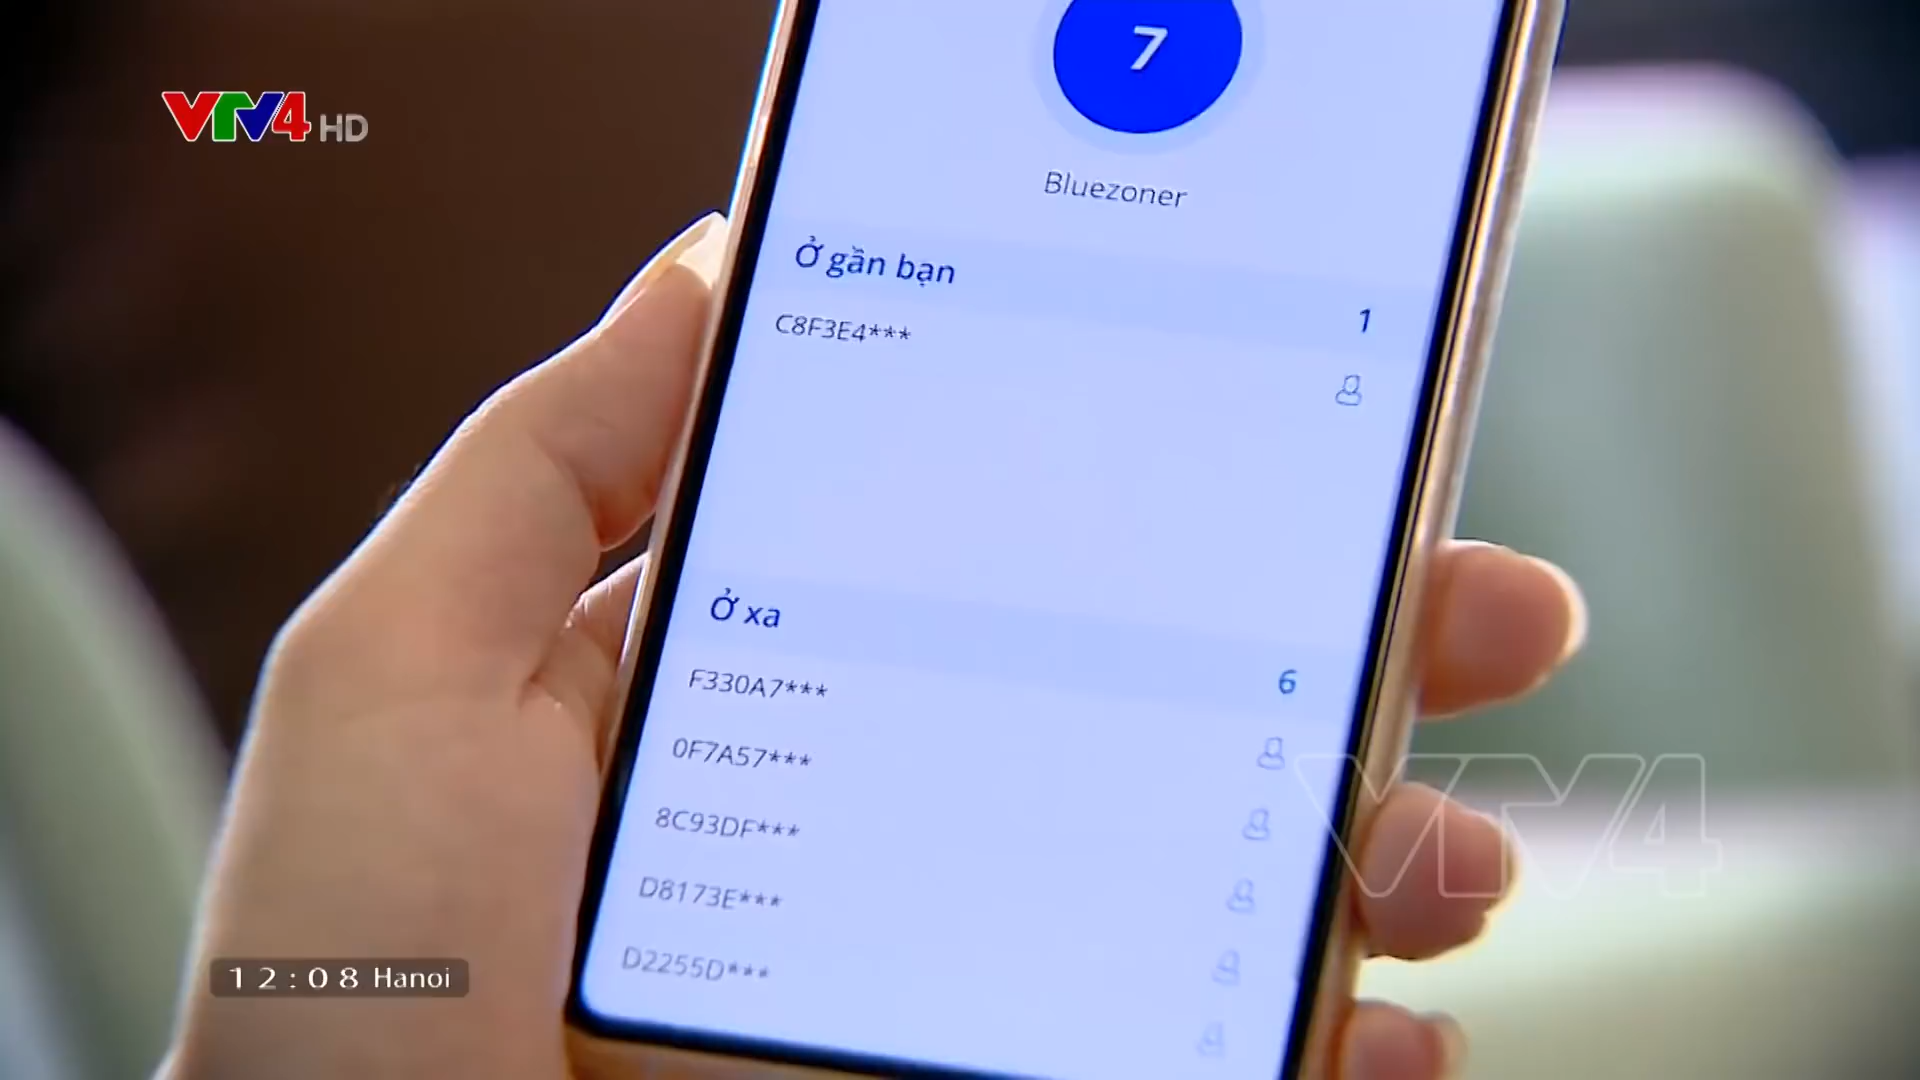 VTV4 HD
7
Bluezoner
Ở gần bạn 1
C8F3E4***
Ở xa 6
F330A7***
0F7A57***
8C93DF***
D8173E***
D2255D***
VTV4
12:08 Hanoi